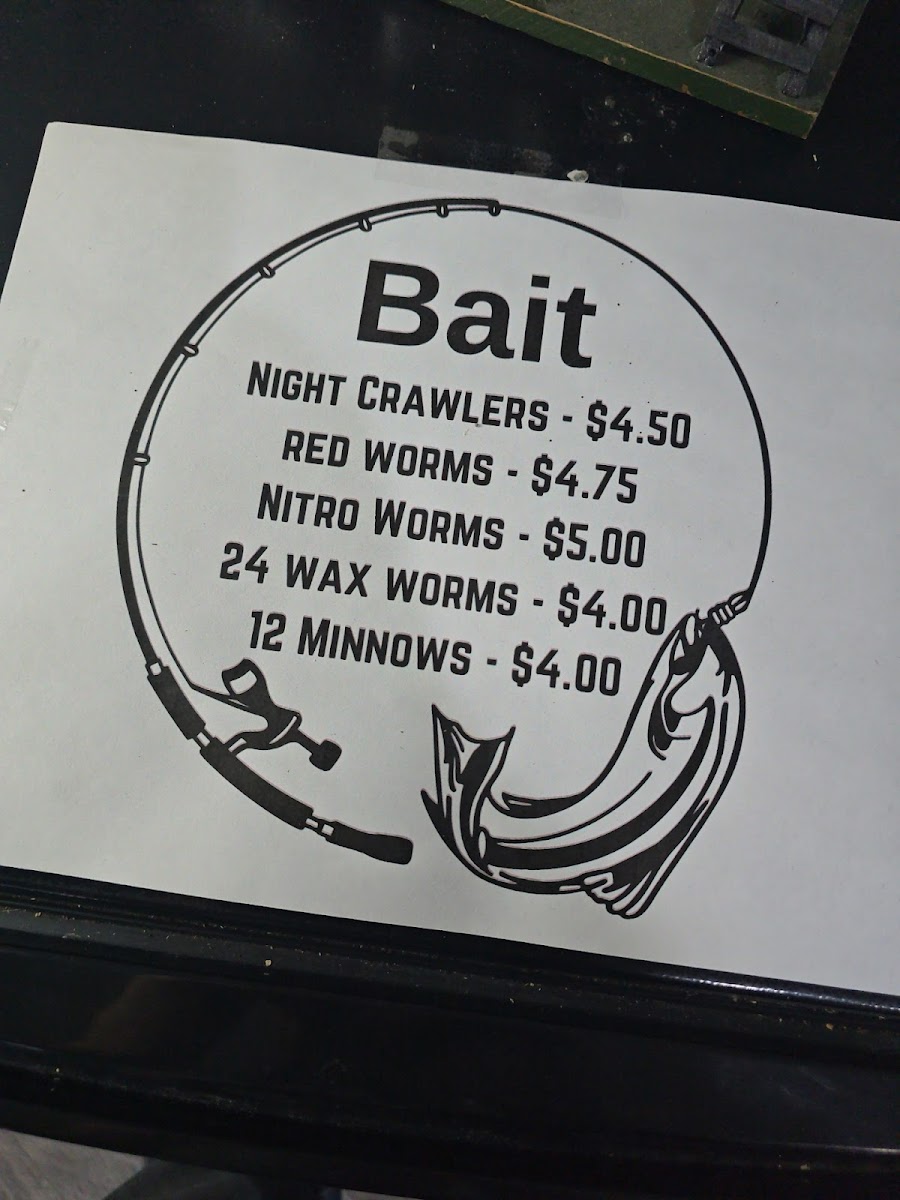 Bait
NIGHT CRAWLERS - $4.50
RED WORMS - $4.75
NITRO WORMS - $5.00
24 WAX WORMS - $4.00
12 MINNOWS - $4.00